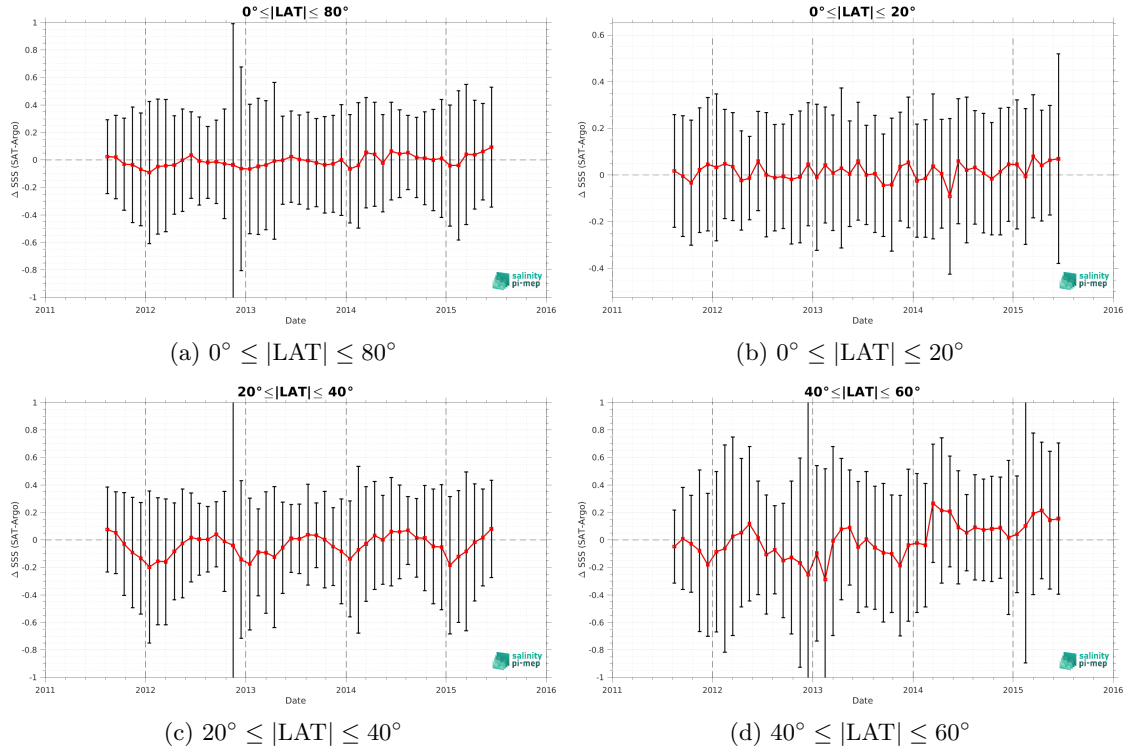 0°≤|LAT|≤ 80°
1
0.8
0.6
0.4
0.2
0
-0.2
-0.4
-0.6
-0.8
-1
Δ SSS (SAT-Argo)
2011 2012 2013 2014 2015 2016
Date
salinity
pi-mep
(a) 0° ≤ |LAT| ≤ 80°
0°≤|LAT|≤ 20°
0.6
0.4
0.2
0
-0.2
-0.4
Δ SSS (SAT-Argo)
2011 2012 2013 2014 2015 2016
Date
salinity
pi-mep
(b) 0° ≤ |LAT| ≤ 20°
20°≤|LAT|≤ 40°
1
0.8
0.6
0.4
0.2
0
-0.2
-0.4
-0.6
-0.8
-1
Δ SSS (SAT-Argo)
2011 2012 2013 2014 2015 2016
Date
salinity
pi-mep
(c) 20° ≤ |LAT| ≤ 40°
40°≤|LAT|≤ 60°
1
0.8
0.6
0.4
0.2
0
-0.2
-0.4
-0.6
-0.8
-1
Δ SSS (SAT-Argo)
2011 2012 2013 2014 2015 2016
Date
salinity
pi-mep
(d) 40° ≤ |LAT| ≤ 60°